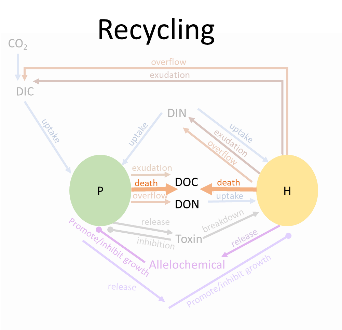 Recycling
CO2
overflow
exudation
DIC
DIN
uptake
uptake
uptake
exudation
overflow
exudation
death
overflow
DOC
DON
death
uptake
P
H
release
inhibition
Toxin
breakdown
release
Allelochemical
Promote/inhibit growth
release
Promote/inhibit growth